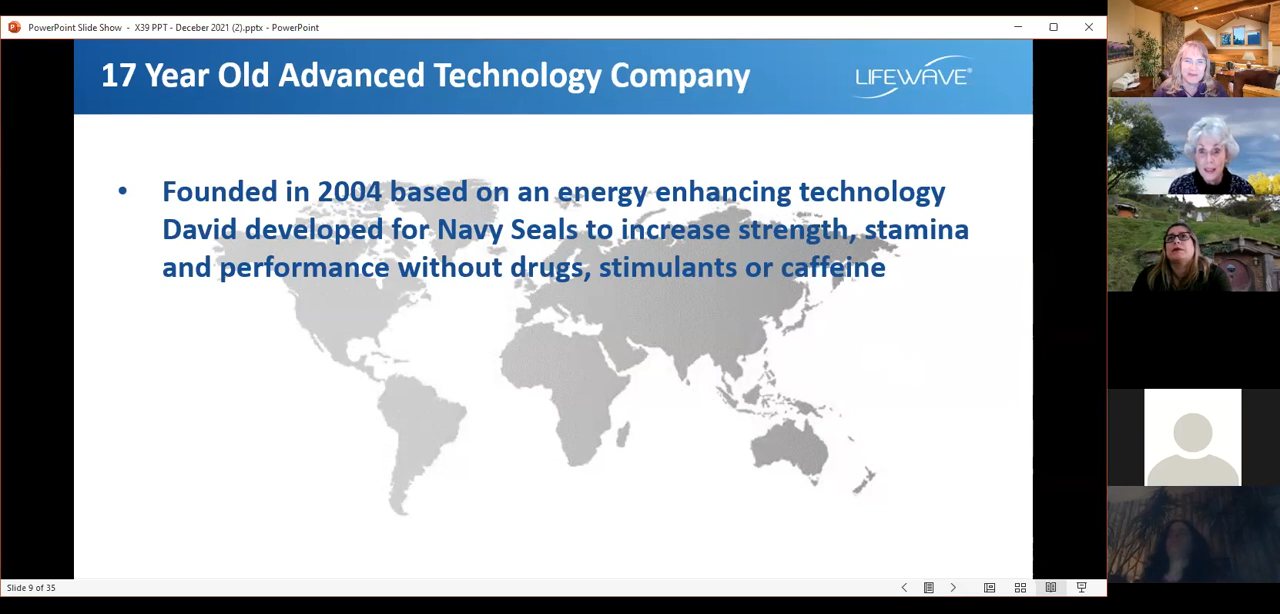 PowerPoint Slide Show - X39 PPT - Deceber 2021 (2).pptx - PowerPoint
17 Year Old Advanced Technology Company
LIFEWAVE®
• Founded in 2004 based on an energy enhancing technology
David developed for Navy Seals to increase strength, stamina
and performance without drugs, stimulants or caffeine
Slide 9 of 35